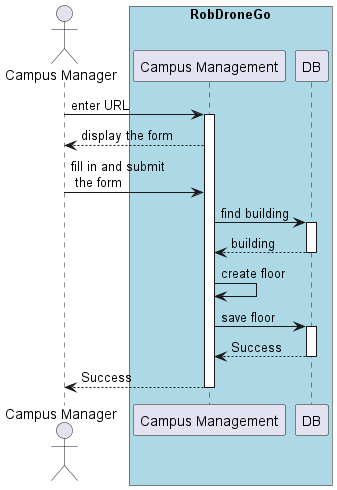 RobDroneGo
Campus Manager
Campus Management
DB
enter URL
display the form
fill in and submit
the form
find building
building
create floor
save floor
Success
Success
Campus Manager
Campus Management
DB